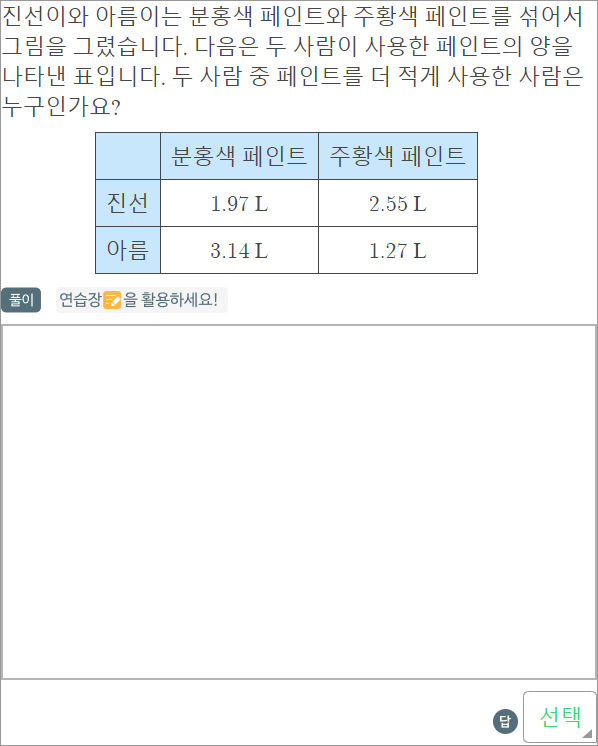 진선이와 아름이는 분홍색 페인트와 주황색 페인트를 섞어서
그림을 그렸습니다. 다음은 두 사람이 사용한 페인트의 양을
나타낸 표입니다. 두 사람 중 페인트를 더 적게 사용한 사람은
누구인가요?
분홍색 페인트 주황색 페인트
진선 1.97 L 2.55 L
아름 3.14 L 1.27 L
풀이 연습장을 활용하세요!
답 선택